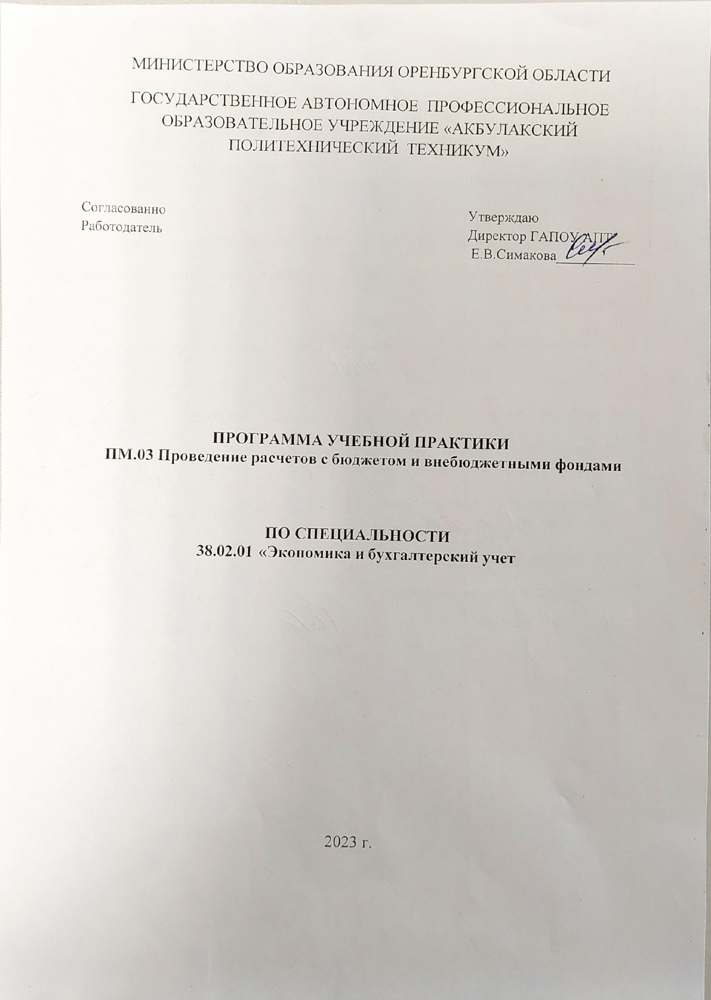 МИНИСТЕРСТВО ОБРАЗОВАНИЯ ОРЕНБУРГСКОЙ ОБЛАСТИ
ГОСУДАРСТВЕННОЕ АВТОНОМНОЕ ПРОФЕССИОНАЛЬНОЕ
ОБРАЗОВАТЕЛЬНОЕ УЧРЕЖДЕНИЕ «АКБУЛАКСКИЙ
ПОЛИТЕХНИЧЕСКИЙ ТЕХНИКУМ»
Согласованно
Работодатель
Утверждаю
Директор ГАПОУ АПТ
Е.В.Симакова
ПРОГРАММА УЧЕБНОЙ ПРАКТИКИ
ПМ.03 Проведение расчетов с бюджетом и внебюджетными фондами
ПО СПЕЦИАЛЬНОСТИ
38.02.01 «Экономика и бухгалтерский учет
2023 г.